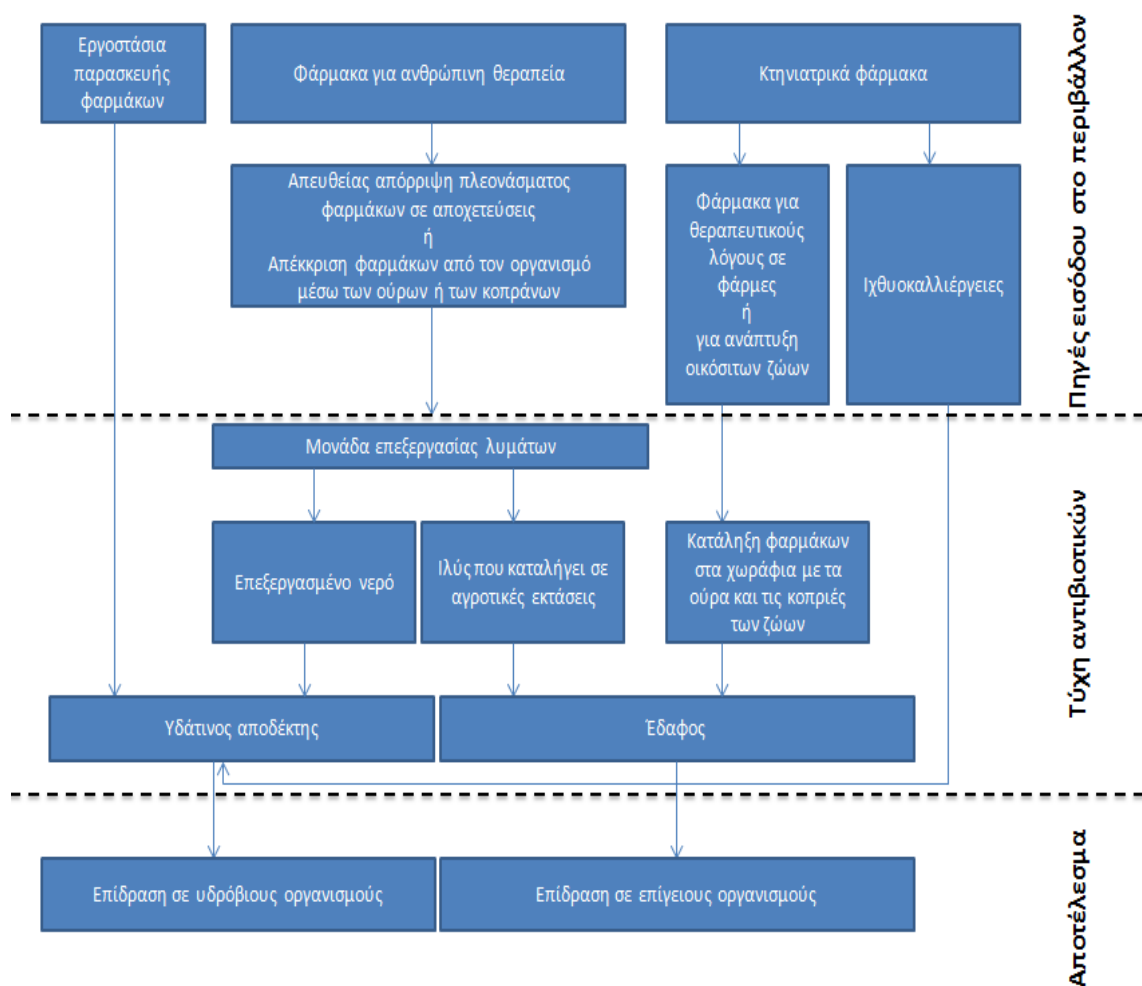 Εργοστάσια
παρασκευής
φαρμάκων
Φάρμακα για ανθρώπινη θεραπεία
Κτηνιατρικά φάρμακα
Απευθείας απόρριψη πλεονάσματος
φαρμάκων σε αποχετεύσεις
ή
Απέκκριση φαρμάκων από τον οργανισμό
μέσω των ούρων ή των κοπράνων
Φάρμακα για
θεραπευτικούς
λόγους σε
φάρμες
ή
για ανάπτυξη
οικόσιτων ζώων
Ιχθυοκαλλιέργειες
Πηγές εισόδου στο περιβάλλον
Μονάδα επεξεργασίας λυμάτων
Επεξεργασμένο νερό
Ιλύς που καταλήγει σε
αγροτικές εκτάσεις
Κατάληξη φαρμάκων
στα χωράφια με τα
ούρα και τις κοπριές
των ζώων
Υδάτινος αποδέκτης
Έδαφος
Τύχη αντιβιοτικών
Επίδραση σε υδρόβιους οργανισμούς
Επίδραση σε επίγειους οργανισμούς
Αποτέλεσμα